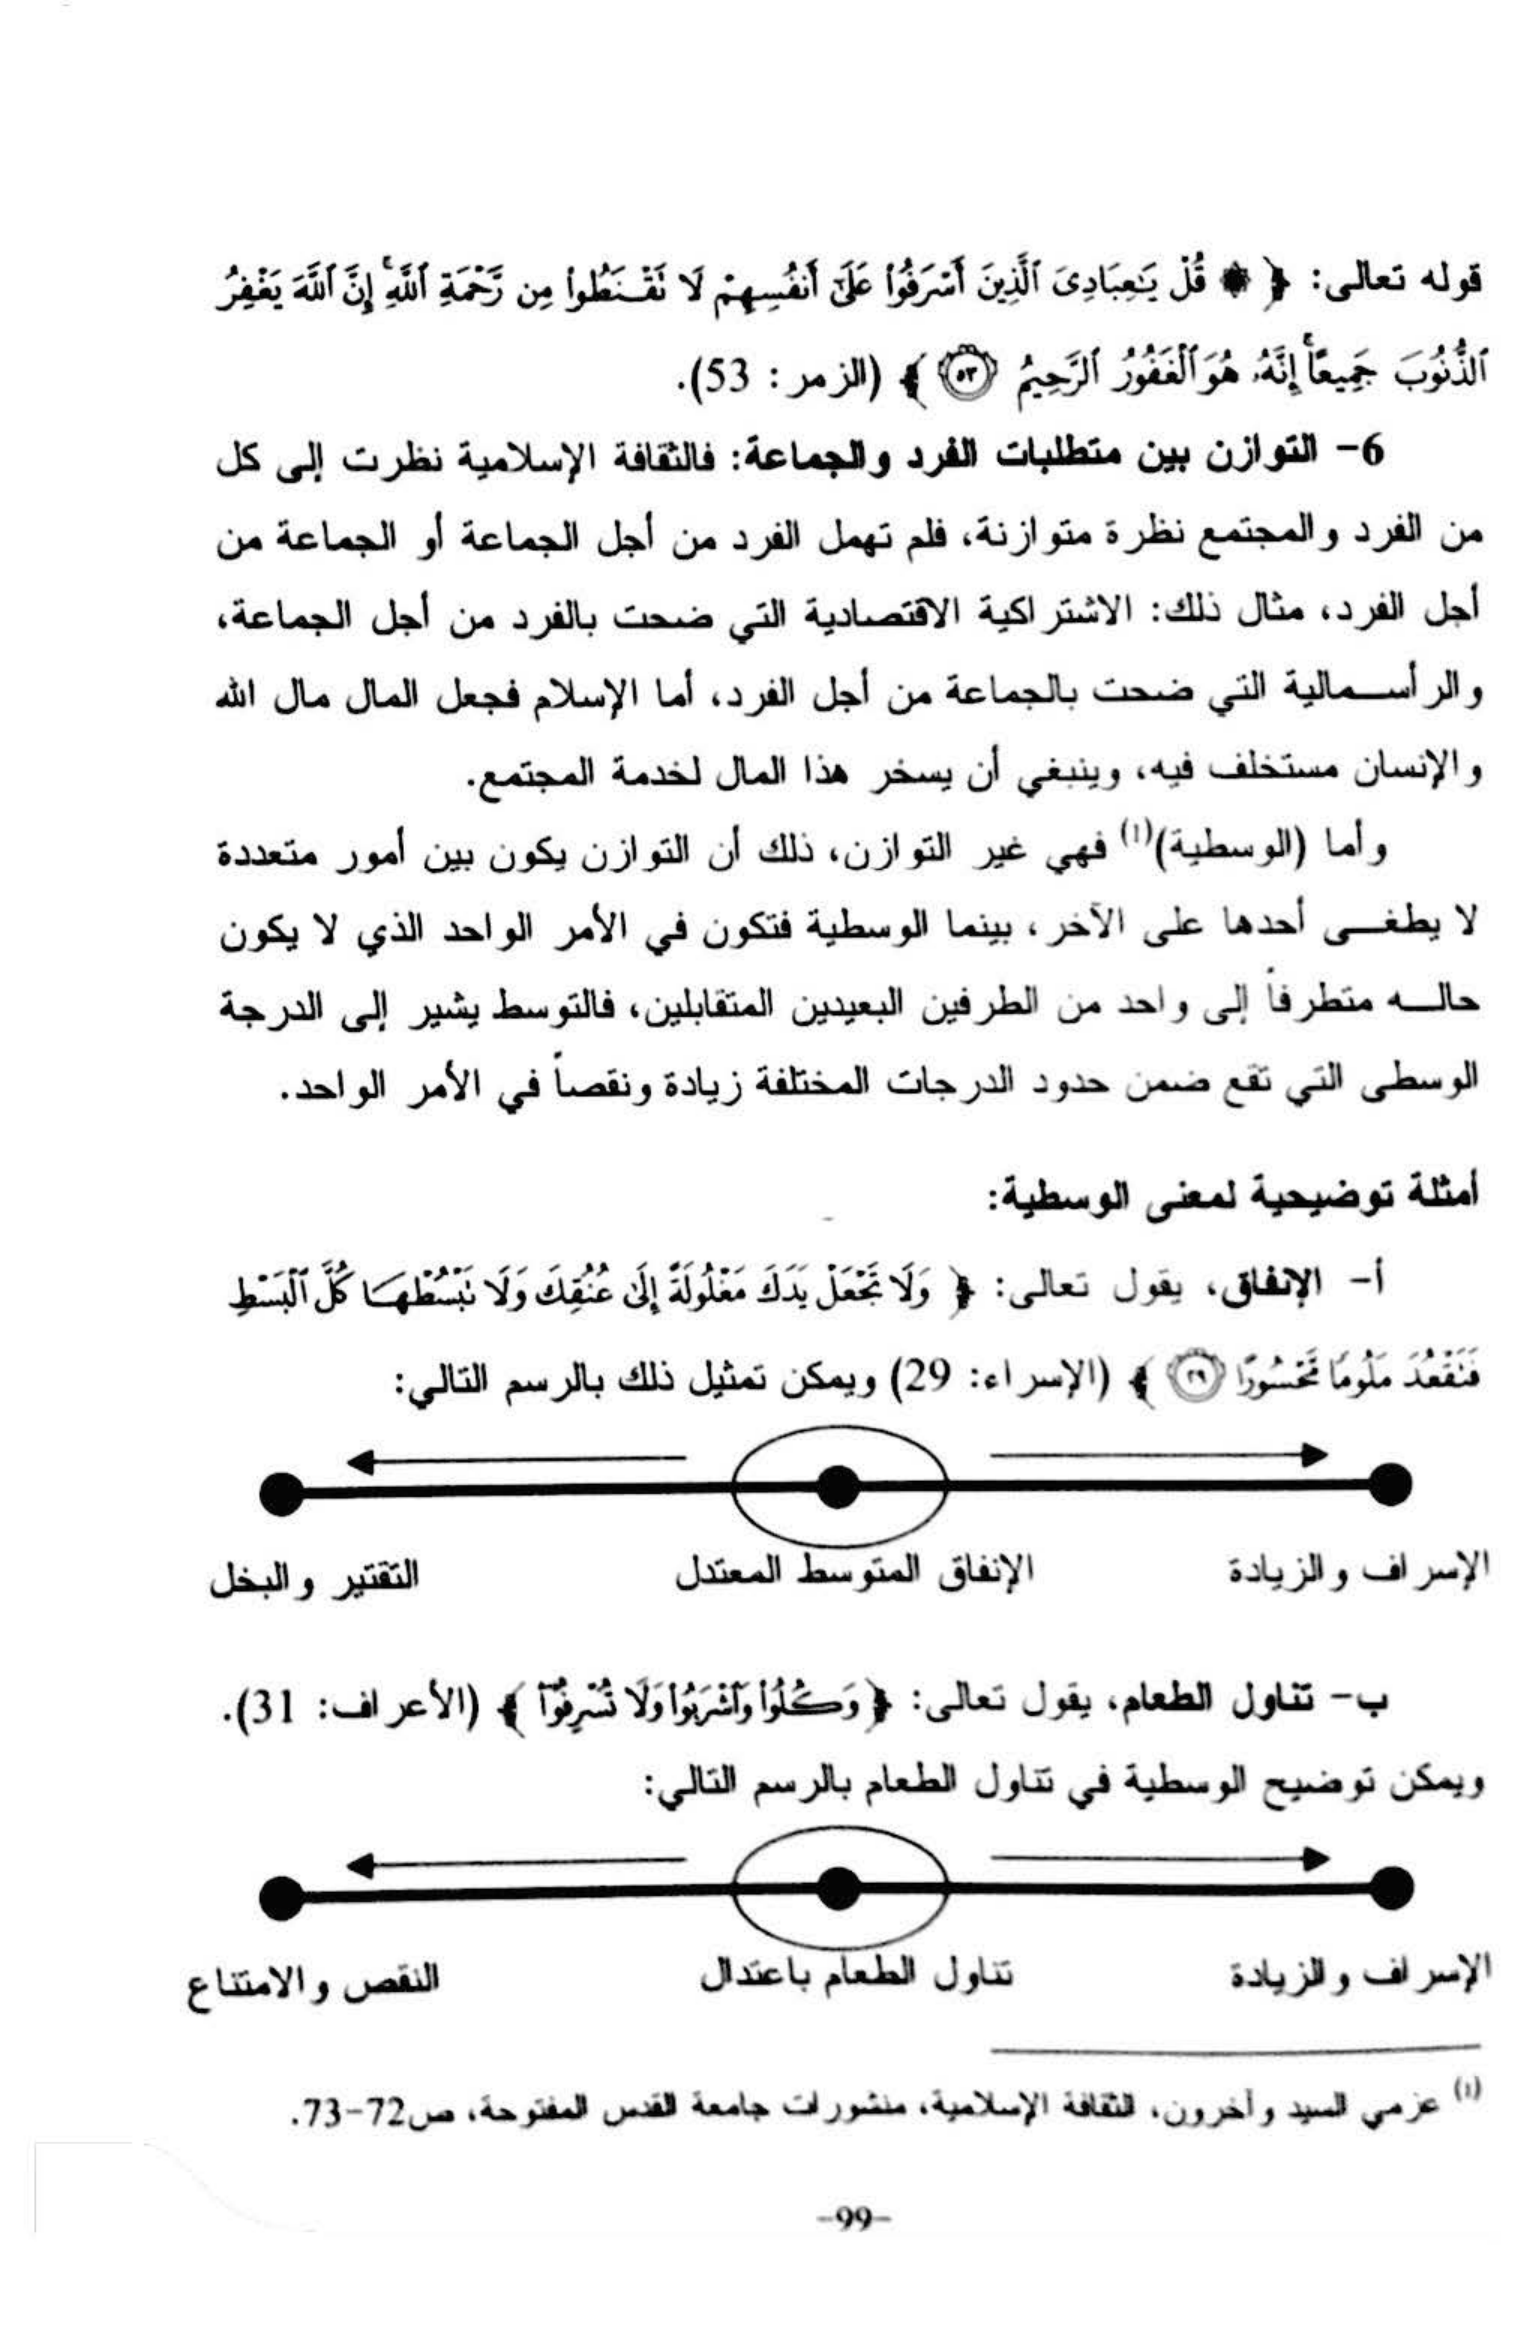 قوله تعالى: ﴿ ۞ قُلْ يَـٰعِبَادِىَ ٱلَّذِينَ أَسْرَفُوا۟ عَلَىٰٓ أَنفُسِهِمْ لَا تَقْنَطُوا۟ مِن رَّحْمَةِ ٱللَّهِ ۚ إِنَّ ٱللَّهَ يَغْفِرُ
ٱلذُّنُوبَ جَمِيعًا ۚ إِنَّهُۥ هُوَ ٱلْغَفُورُ ٱلرَّحِيمُ ٥٣ ﴾ (الزمر: 53).
6- التوازن بين متطلبات الفرد والجماعة: فالثقافة الإسلامية نظرت إلى كل
من الفرد والمجتمع نظرة متوازنة، فلم تهمل الفرد من أجل الجماعة أو الجماعة من
أجل الفرد، مثال ذلك: الاشتراكية الاقتصادية التي ضحت بالفرد من أجل الجماعة،
والرأســمالية التي ضحت بالجماعة من أجل الفرد، أما الإسلام فجعل المال مال الله
والإنسان مستخلف فيه، وينبغي أن يسخر هذا المال لخدمة المجتمع.
وأما (الوسطية)(١) فهي غير التوازن، ذلك أن التوازن يكون بين أمور متعددة
لا يطغــى أحدها على الآخر، بينما الوسطية فتكون في الأمر الواحد الذي لا يكون
حالــه متطرفاً إلى واحد من الطرفين البعيدين المتقابلين، فالتوسط يشير إلى الدرجة
الوسطى التي تقع ضمن حدود الدرجات المختلفة زيادة ونقصاً في الأمر الواحد.
أمثلة توضيحية لمعنى الوسطية:
أ- الإنفاق، يقول تعالى: ﴿ وَلَا تَجْعَلْ يَدَكَ مَغْلُولَةً إِلَىٰ عُنُقِكَ وَلَا تَبْسُطْهَـا كُلَّ ٱلْبَسْطِ
فَتَقْعُدَ مَلُومًا مَّحْسُورًا ٢٩ ﴾ (الإسراء: 29) ويمكن تمثيل ذلك بالرسم التالي:
الإسراف والزيادة الإنفاق المتوسط المعتدل التقتير والبخل
ب- تناول الطعام، يقول تعالى: ﴿ وَكُلُوا۟ وَٱشْرَبُوا۟ وَلَا تُسْرِفُوٓا۟ ﴾ (الأعراف: 31).
ويمكن توضيح الوسطية في تناول الطعام بالرسم التالي:
الإسراف والزيادة تناول الطعام باعتدال النقص والامتناع
(١) عزمي السيد وآخرون، الثقافة الإسلامية، منشورات جامعة القدس المفتوحة، ص72-73.
-99-